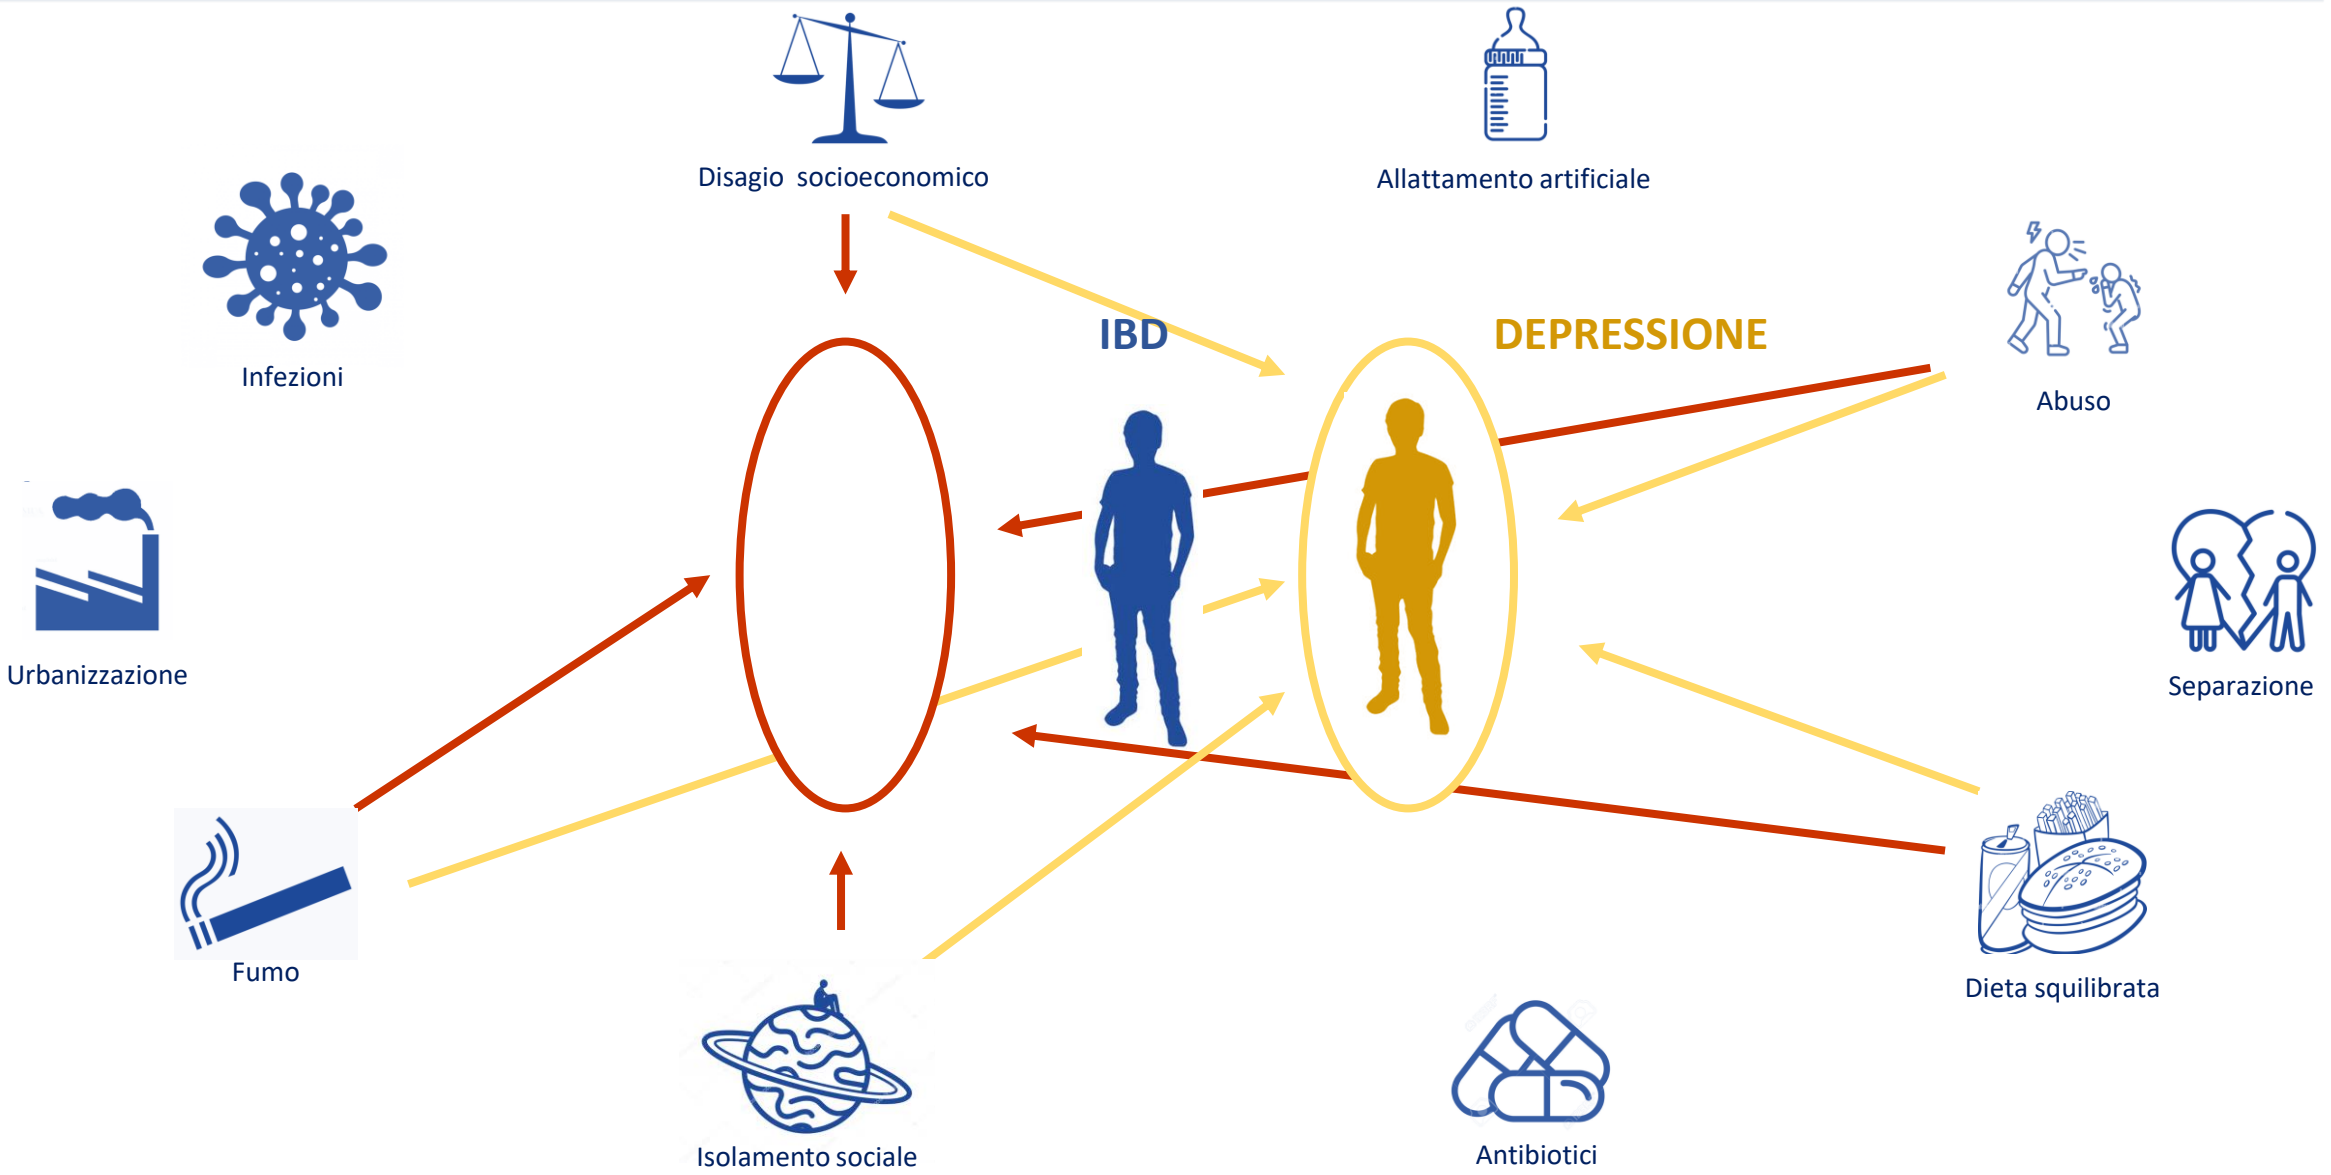 Disagio  socioeconomico
Allattamento artificiale
Infezioni
IBD
DEPRESSIONE
Abuso
Urbanizzazione
Separazione
Fumo
Dieta squilibrata
Isolamento sociale
Antibiotici